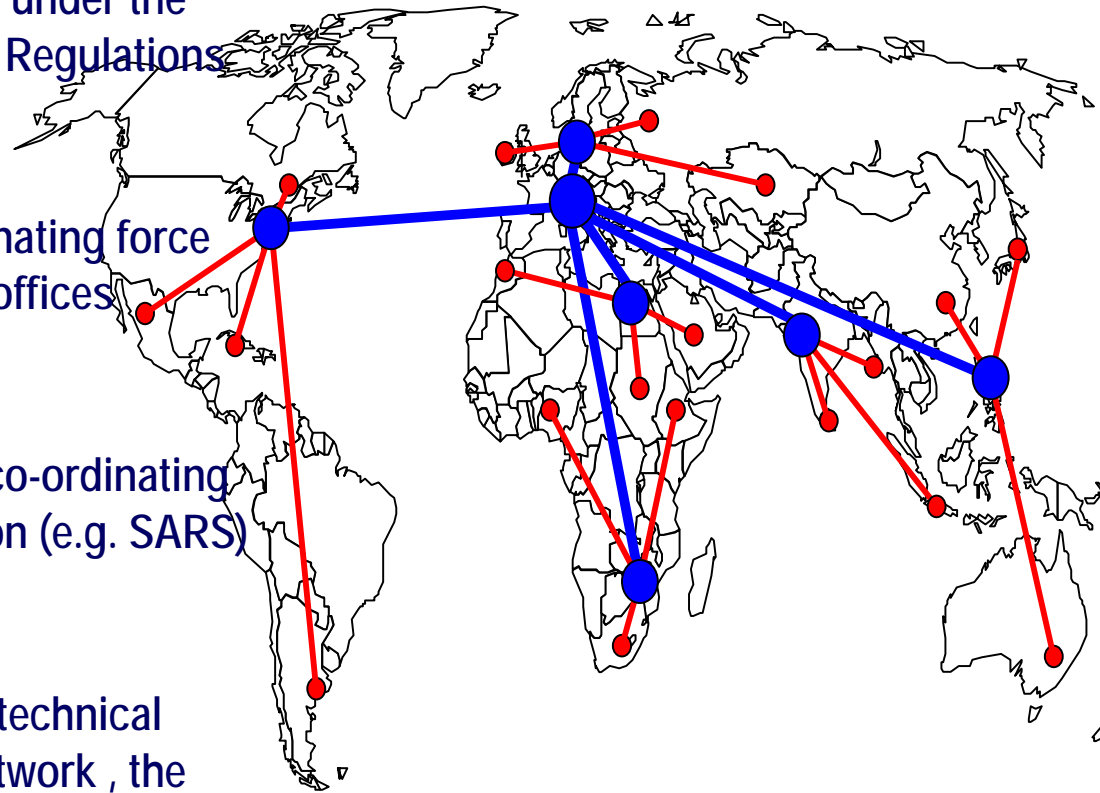 under the
Regulations
nating force
offices
co-ordinating
on (e.g. SARS)
technical
twork , the